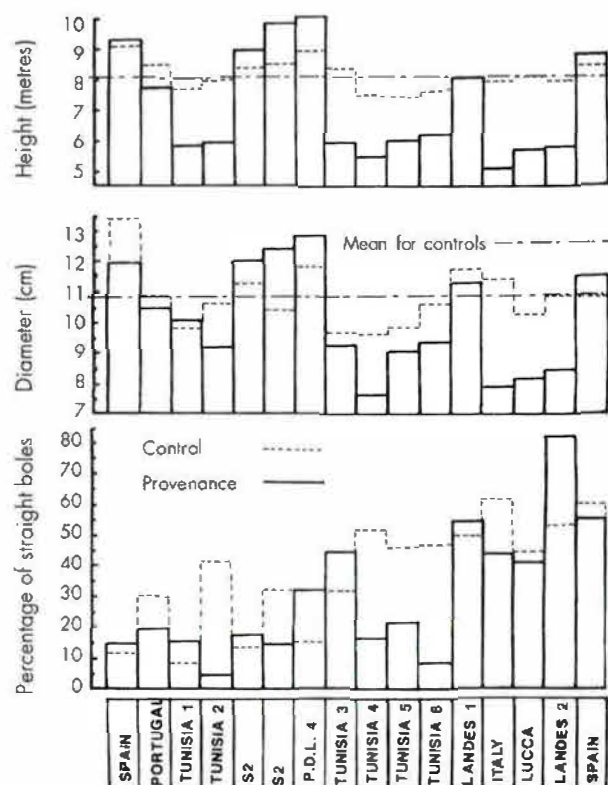 Height (metres)
10
9
8
7
6
5
Diameter (cm)
13
12
11
10
9
8
7
Mean for controls
Percentage of straight boles
80
70
60
50
40
30
20
10
0
Control
Provenance
SPAIN
PORTUGAL
TUNISIA 1
TUNISIA 2
S2
S2
P.D.L. 4
TUNISIA 3
TUNISIA 4
TUNISIA 5
TUNISIA 6
LANDES 1
ITALY
LUCCA
LANDES 2
SPAIN